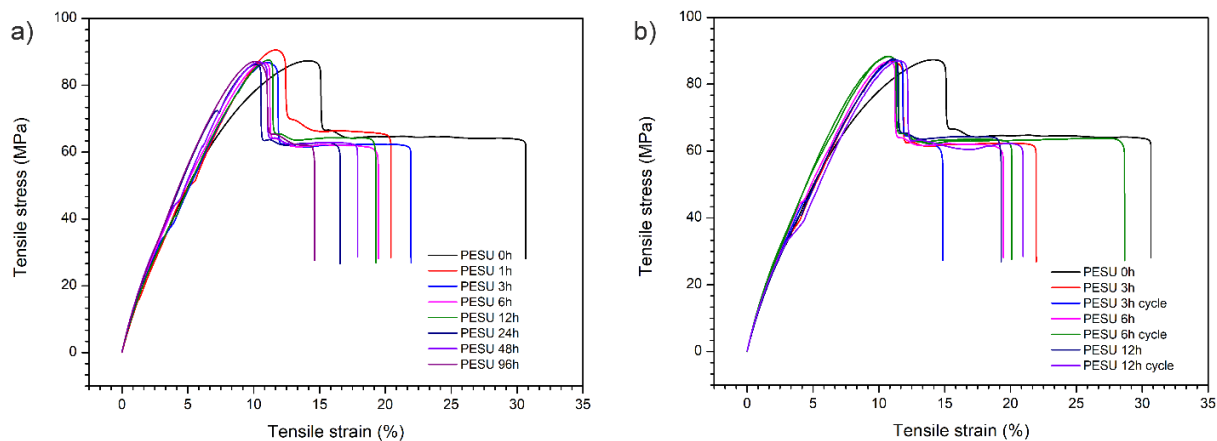 a)
Tensile stress (MPa)
100
80
60
40
20
0
PESU 0h
PESU 1h
PESU 3h
PESU 6h
PESU 12h
PESU 24h
PESU 48h
PESU 96h
0 5 10 15 20 25 30 35
Tensile strain (%)
b)
Tensile stress (MPa)
100
80
60
40
20
0
PESU 0h
PESU 3h
PESU 3h cycle
PESU 6h
PESU 6h cycle
PESU 12h
PESU 12h cycle
0 5 10 15 20 25 30 35
Tensile strain (%)